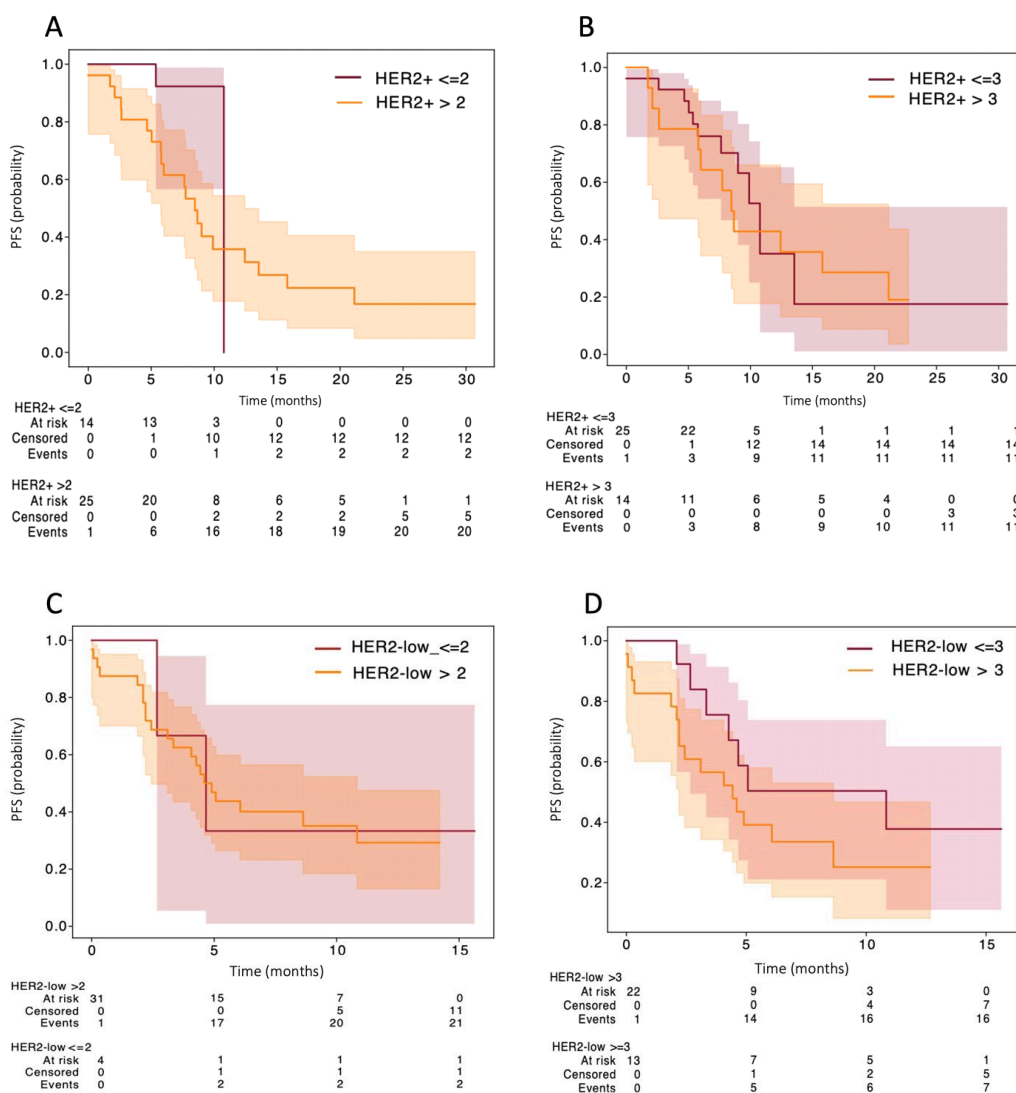 A
HER2+ <=2
HER2+ > 2
PFS (probability)
1.0
0.8
0.6
0.4
0.2
0.0
0 5 10 15 20 25 30
Time (months)
HER2+ <=2
At risk 14 13 3 0 0 0 0
Censored 0 1 10 12 12 12 12
Events 0 0 1 2 2 2 2
HER2+ >2
At risk 25 20 8 6 5 1 1
Censored 0 0 2 2 2 5 5
Events 1 6 16 18 19 20 20
B
HER2+ <=3
HER2+ > 3
PFS (probability)
1.0
0.8
0.6
0.4
0.2
0.0
0 5 10 15 20 25 30
Time (months)
HER2+ <=3
At risk 25 22 5 1 1 1 1
Censored 0 1 12 14 14 14 14
Events 1 3 9 11 11 11 11
HER2+ > 3
At risk 14 11 6 5 4 0 0
Censored 0 0 0 0 0 3 3
Events 0 3 8 9 10 11 11
C
HER2-low_<=2
HER2-low > 2
PFS (probability)
1.0
0.8
0.6
0.4
0.2
0.0
0 5 10 15
Time (months)
HER2-low >2
At risk 31 15 7 0
Censored 0 0 5 11
Events 1 17 20 21
HER2-low <=2
At risk 4 1 1 1
Censored 0 1 1 1
Events 0 2 2 2
D
HER2-low <=3
HER2-low > 3
PFS (probability)
1.0
0.8
0.6
0.4
0.2
0 5 10 15
Time (months)
HER2-low >3
At risk 22 9 3 0
Censored 0 0 4 7
Events 1 14 16 16
HER2-low >=3
At risk 13 7 5 1
Censored 0 1 2 5
Events 0 5 6 7